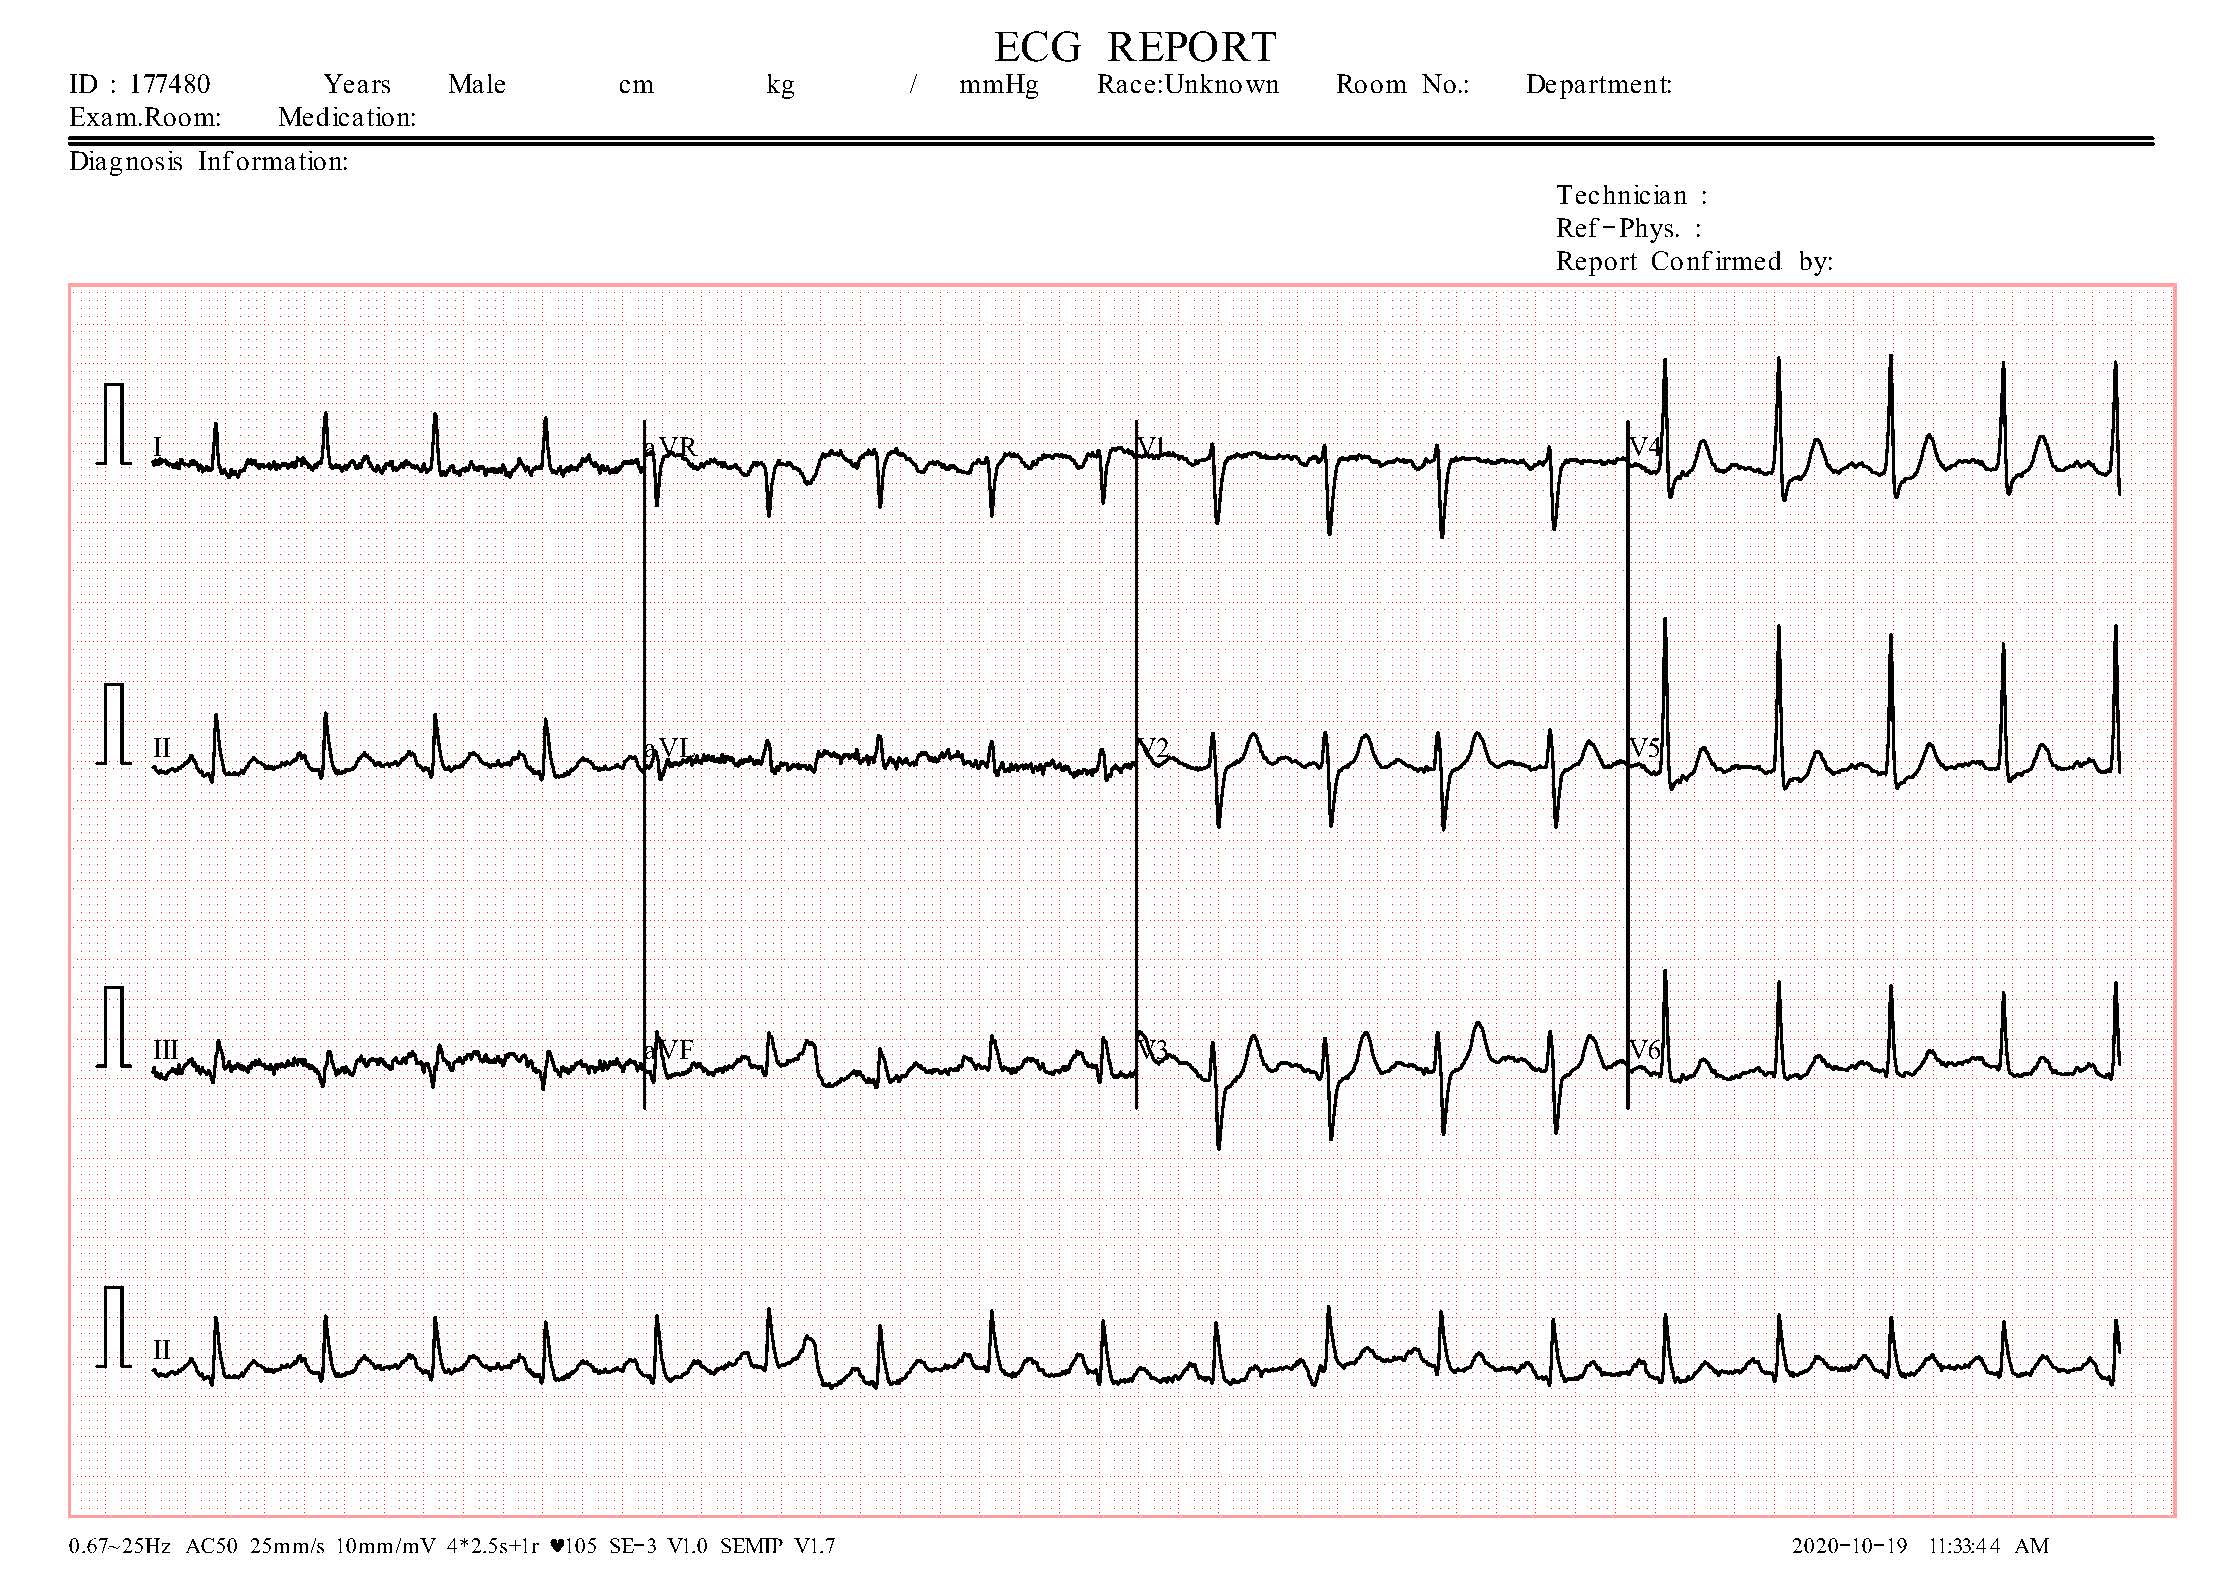 ECG REPORT
ID : 177480 Years Male cm kg / mmHg Race:Unknown Room No.: Department:
Exam.Room: Medication:
Diagnosis Information:
Technician :
Ref-Phys. :
Report Confirmed by:
I aVR V1 V4
II aVL V2 V5
III aVF V3 V6
II
0.67~25Hz AC50 25mm/s 10mm/mV 4*2.5s+1r ♥105 SE-3 V1.0 SEMIP V1.7
2020-10-19 11:33:44 AM